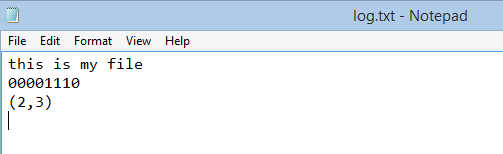 log.txt - Notepad
File Edit Format View Help
this is my file
00001110
(2,3)